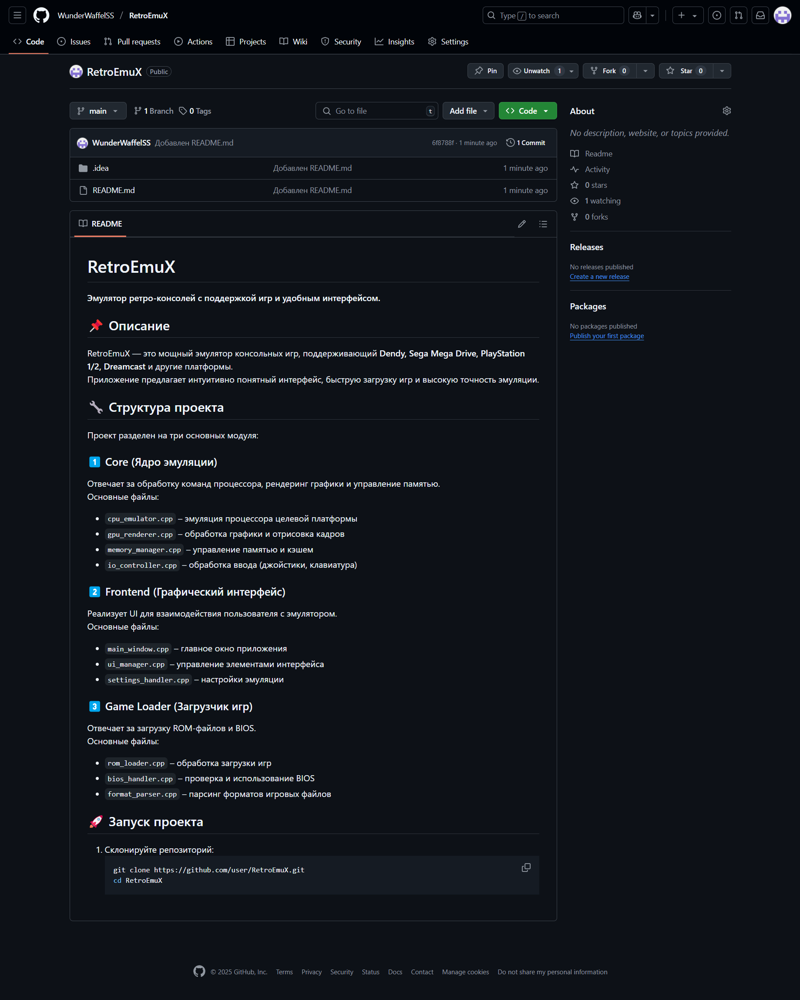 WunderWaffelSS / RetroEmuX
Type / to search
Code
Issues
Pull requests
Actions
Projects
Wiki
Security
Insights
Settings
RetroEmuX Public
Pin
Unwatch 1
Fork 0
Star 0
main
1 Branch
0 Tags
Go to file
t
Add file
Code
WunderWaffelSS Добавлен README.md
6f8788f · 1 minute ago
1 Commit
.idea
Добавлен README.md
1 minute ago
README.md
Добавлен README.md
1 minute ago
README
RetroEmuX
Эмулятор ретро-консолей с поддержкой игр и удобным интерфейсом.
📌 Описание
RetroEmuX — это мощный эмулятор консольных игр, поддерживающий Dendy, Sega Mega Drive, PlayStation
1/2, Dreamcast и другие платформы.
Приложение предлагает интуитивно понятный интерфейс, быструю загрузку игр и высокую точность эмуляции.
🔧 Структура проекта
Проект разделен на три основных модуля:
1️⃣ Core (Ядро эмуляции)
Отвечает за обработку команд процессора, рендеринг графики и управление памятью.
Основные файлы:
• cpu_emulator.cpp – эмуляция процессора целевой платформы
• gpu_renderer.cpp – обработка графики и отрисовка кадров
• memory_manager.cpp – управление памятью и кэшем
• io_controller.cpp – обработка ввода (джойстики, клавиатура)
2️⃣ Frontend (Графический интерфейс)
Реализует UI для взаимодействия пользователя с эмулятором.
Основные файлы:
• main_window.cpp – главное окно приложения
• ui_manager.cpp – управление элементами интерфейса
• settings_handler.cpp – настройки эмуляции
3️⃣ Game Loader (Загрузчик игр)
Отвечает за загрузку ROM-файлов и BIOS.
Основные файлы:
• rom_loader.cpp – обработка загрузки игр
• bios_handler.cpp – проверка и использование BIOS
• format_parser.cpp – парсинг форматов игровых файлов
🚀 Запуск проекта
1. Склонируйте репозиторий:
git clone https://github.com/user/RetroEmuX.git
cd RetroEmuX
About
No description, website, or topics provided.
Readme
Activity
0 stars
1 watching
0 forks
Releases
No releases published
Create a new release
Packages
No packages published
Publish your first package
© 2025 GitHub, Inc. Terms Privacy Security Status Docs Contact Manage cookies Do not share my personal information